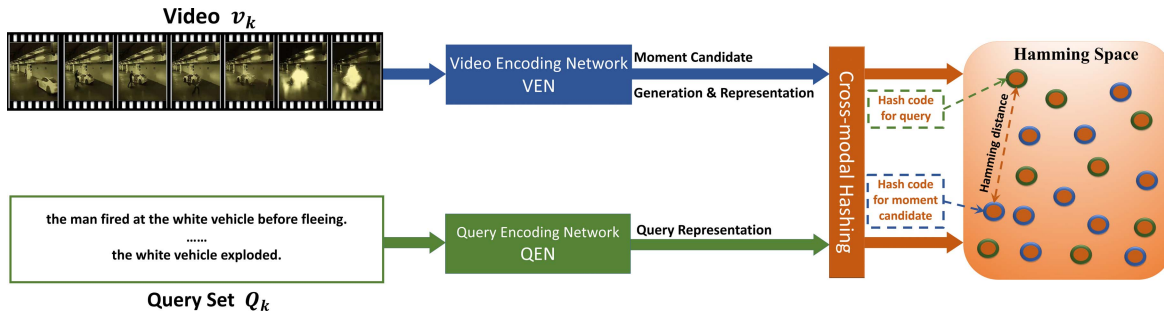 Video v_k
Video Encoding Network
VEN
Moment Candidate
Generation & Representation
Cross-modal Hashing
Hamming Space
Hash code
for query
Hamming distance
Hash code
for moment
candidate
the man fired at the white vehicle before fleeing.
......
the white vehicle exploded.
Query Set Q_k
Query Encoding Network
QEN
Query Representation